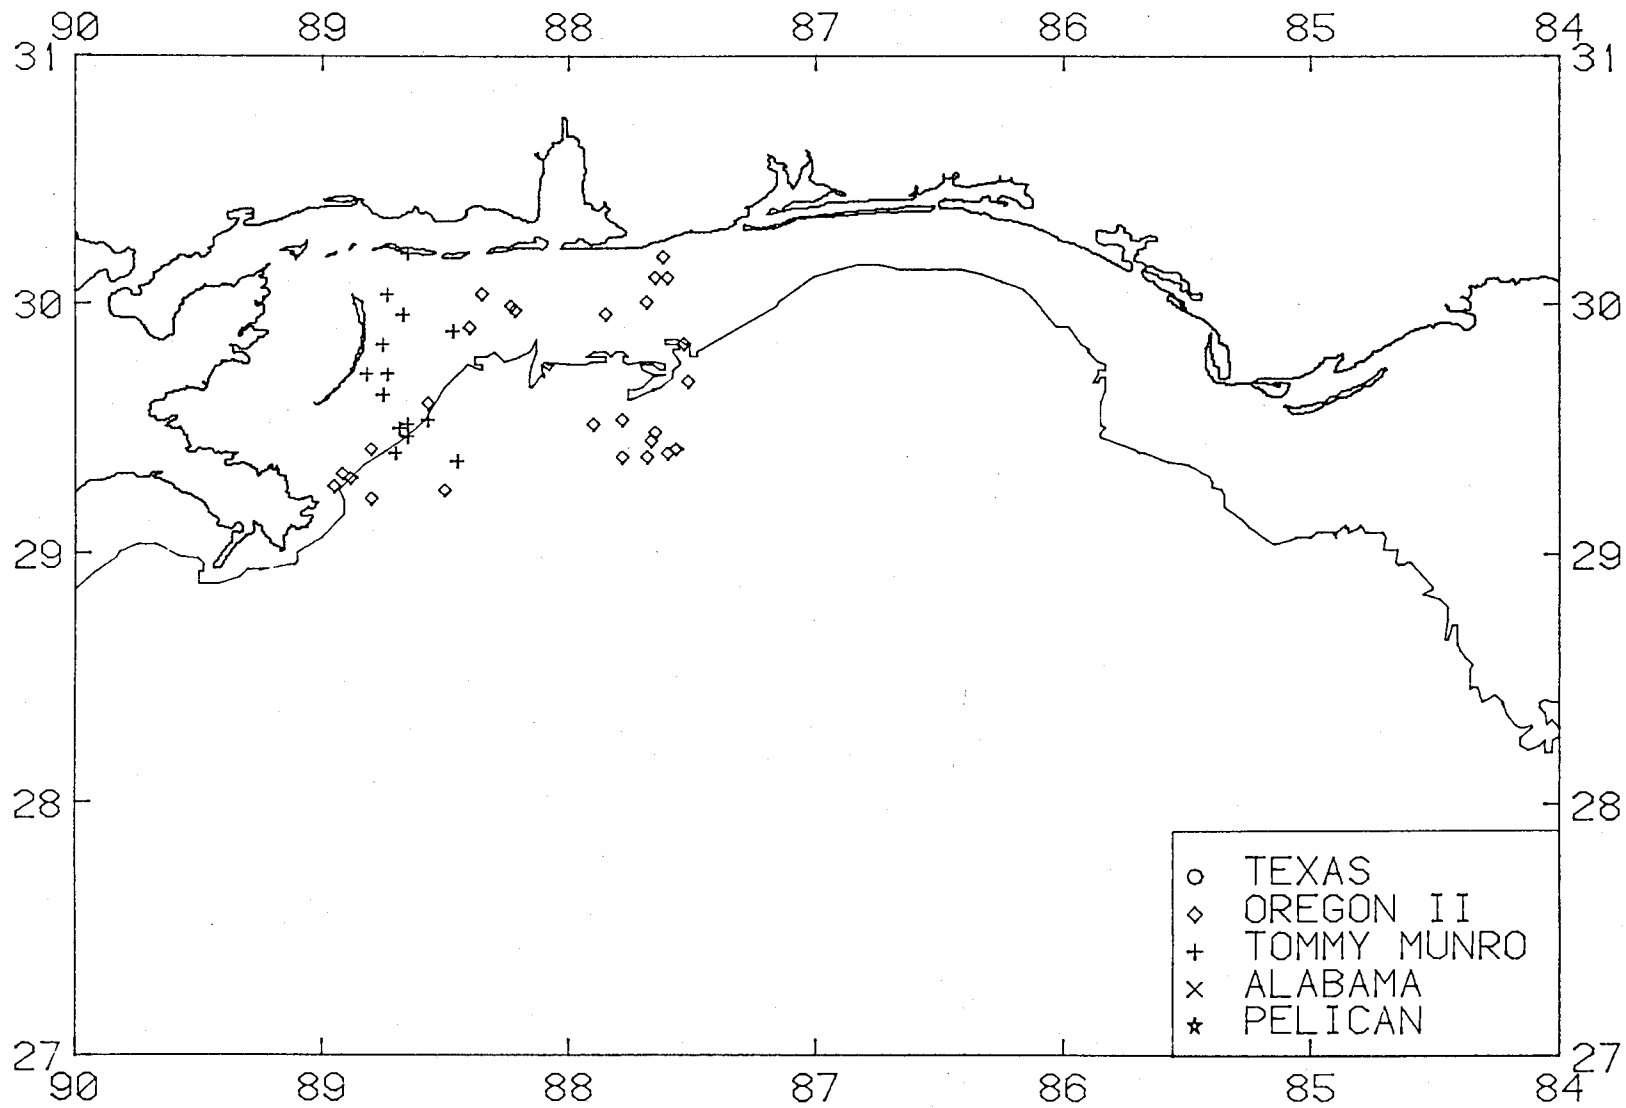 90 89 88 87 86 85 84
31 31
30 30
29 29
28 28
TEXAS
OREGON II
TOMMY MUNRO
ALABAMA
PELICAN
27 27
90 89 88 87 86 85 84